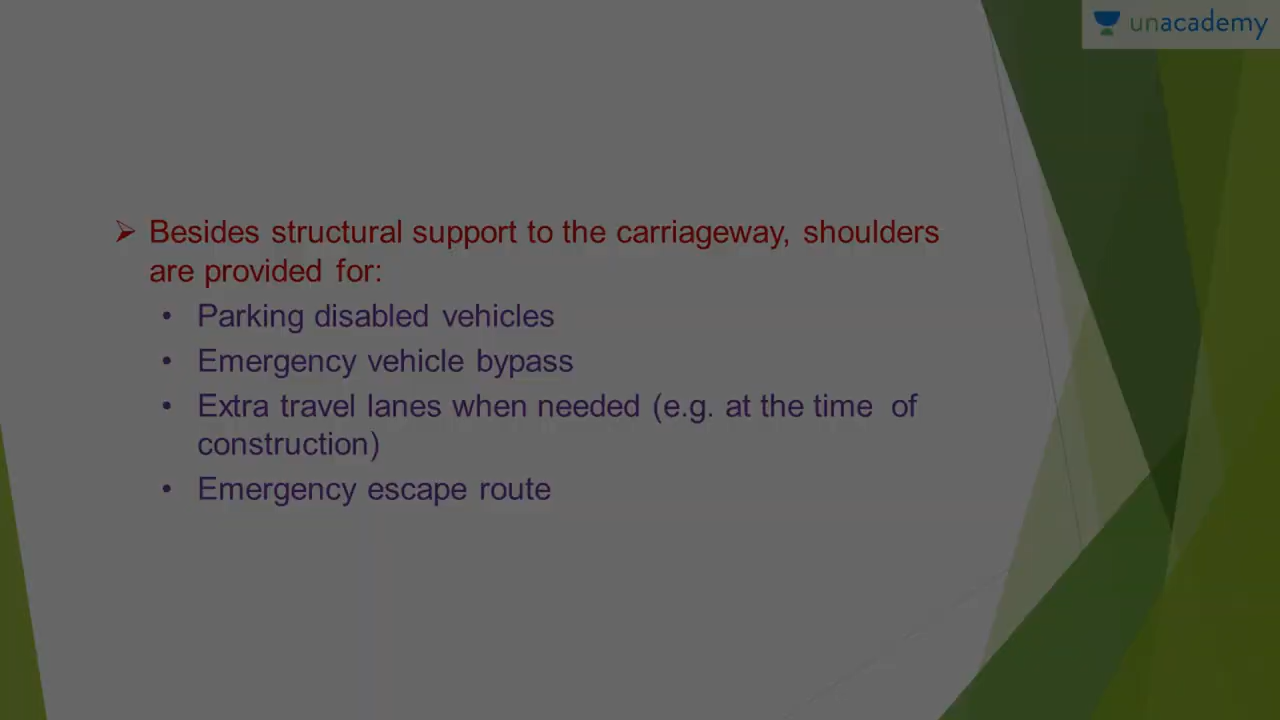 unacademy
➢ Besides structural support to the carriageway, shoulders
are provided for:
• Parking disabled vehicles
• Emergency vehicle bypass
• Extra travel lanes when needed (e.g. at the time of
construction)
• Emergency escape route